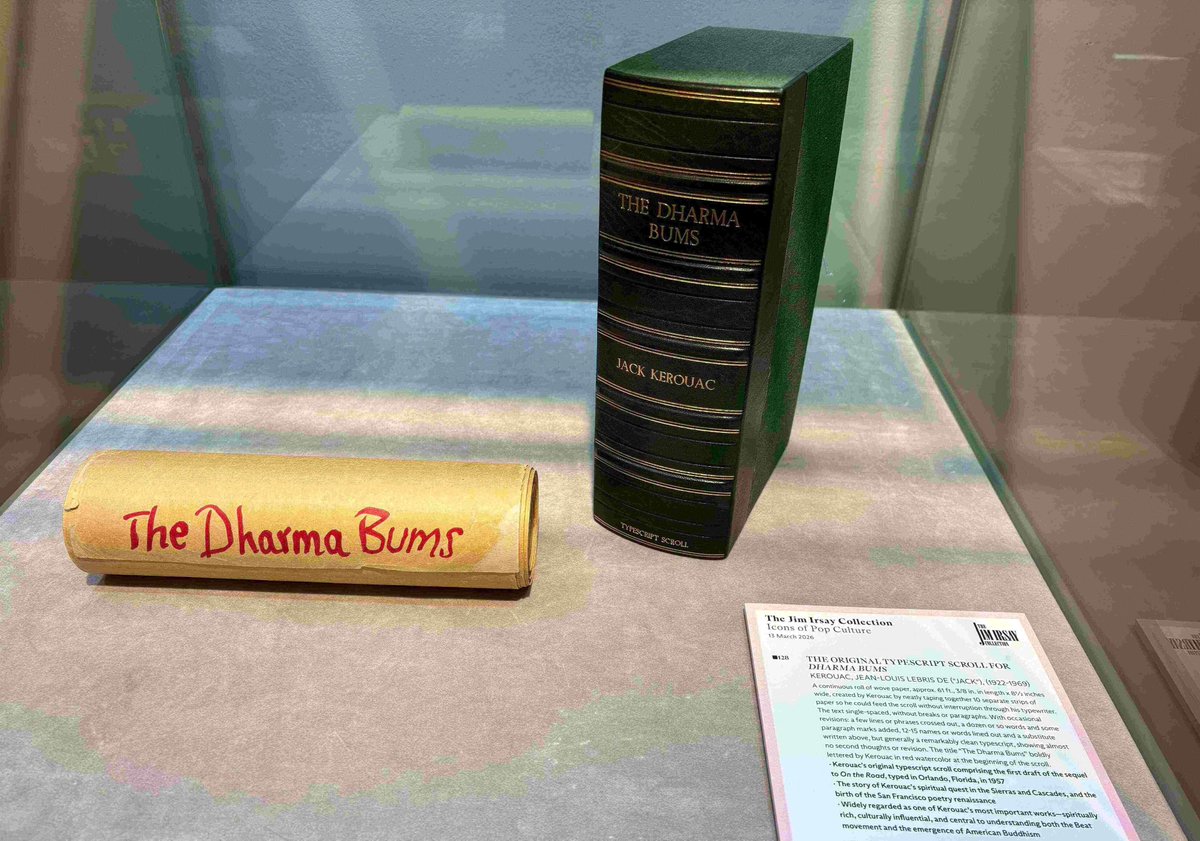 THE DHARMA
BUMS
JACK KEROUAC
TYPESCRIPT SCROLL
The Dharma Bums
The Jim Irsay Collection
Icons of Pop Culture
13 March 2026
THE
JIM IRSAY
COLLECTION
128
THE ORIGINAL TYPESCRIPT SCROLL FOR
DHARMA BUMS
KEROUAC, JEAN-LOUIS LEBRIS DE ("JACK"), (1922-1969)
A continuous roll of wove paper, approx. 61 ft., 3/8 in. in length x 8½ inches
wide, created by Kerouac by neatly taping together 10 separate strips of
paper so he could feed the scroll without interruption through his typewriter.
The text single-spaced, without breaks or paragraphs. With occasional
revisions: a few lines or phrases crossed out, a dozen or so words and some
paragraph marks added, 12-15 names or words lined out and a substitute
written above, but generally a remarkably clean typescript, showing almost
no second thoughts or revision. The title "The Dharma Bums" boldly
lettered by Kerouac in red watercolor at the beginning of the scroll.
· Kerouac's original typescript scroll comprising the first draft of the sequel
to On the Road, typed in Orlando, Florida, in 1957
· The story of Kerouac's spiritual quest in the Sierras and Cascades, and the
birth of the San Francisco poetry renaissance
· Widely regarded as one of Kerouac's most important works—spiritually
rich, culturally influential, and central to understanding both the Beat
movement and the emergence of American Buddhism